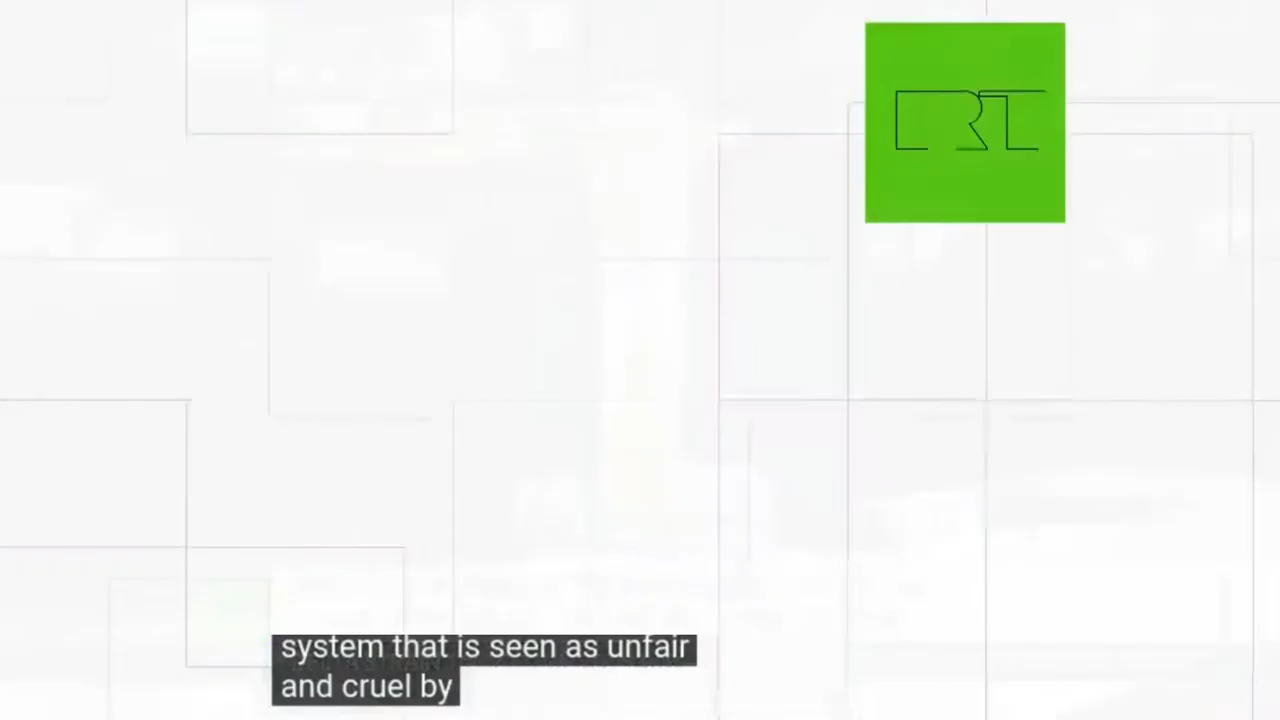 RT
system that is seen as unfair
and cruel by